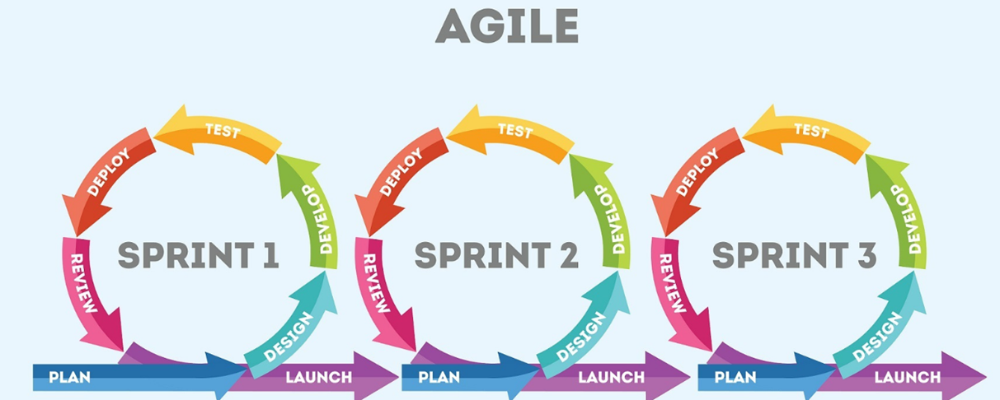 AGILE
SPRINT 1
PLAN
DESIGN
DEVELOP
TEST
DEPLOY
REVIEW
LAUNCH
SPRINT 2
PLAN
DESIGN
DEVELOP
TEST
DEPLOY
REVIEW
LAUNCH
SPRINT 3
PLAN
DESIGN
DEVELOP
TEST
DEPLOY
REVIEW
LAUNCH